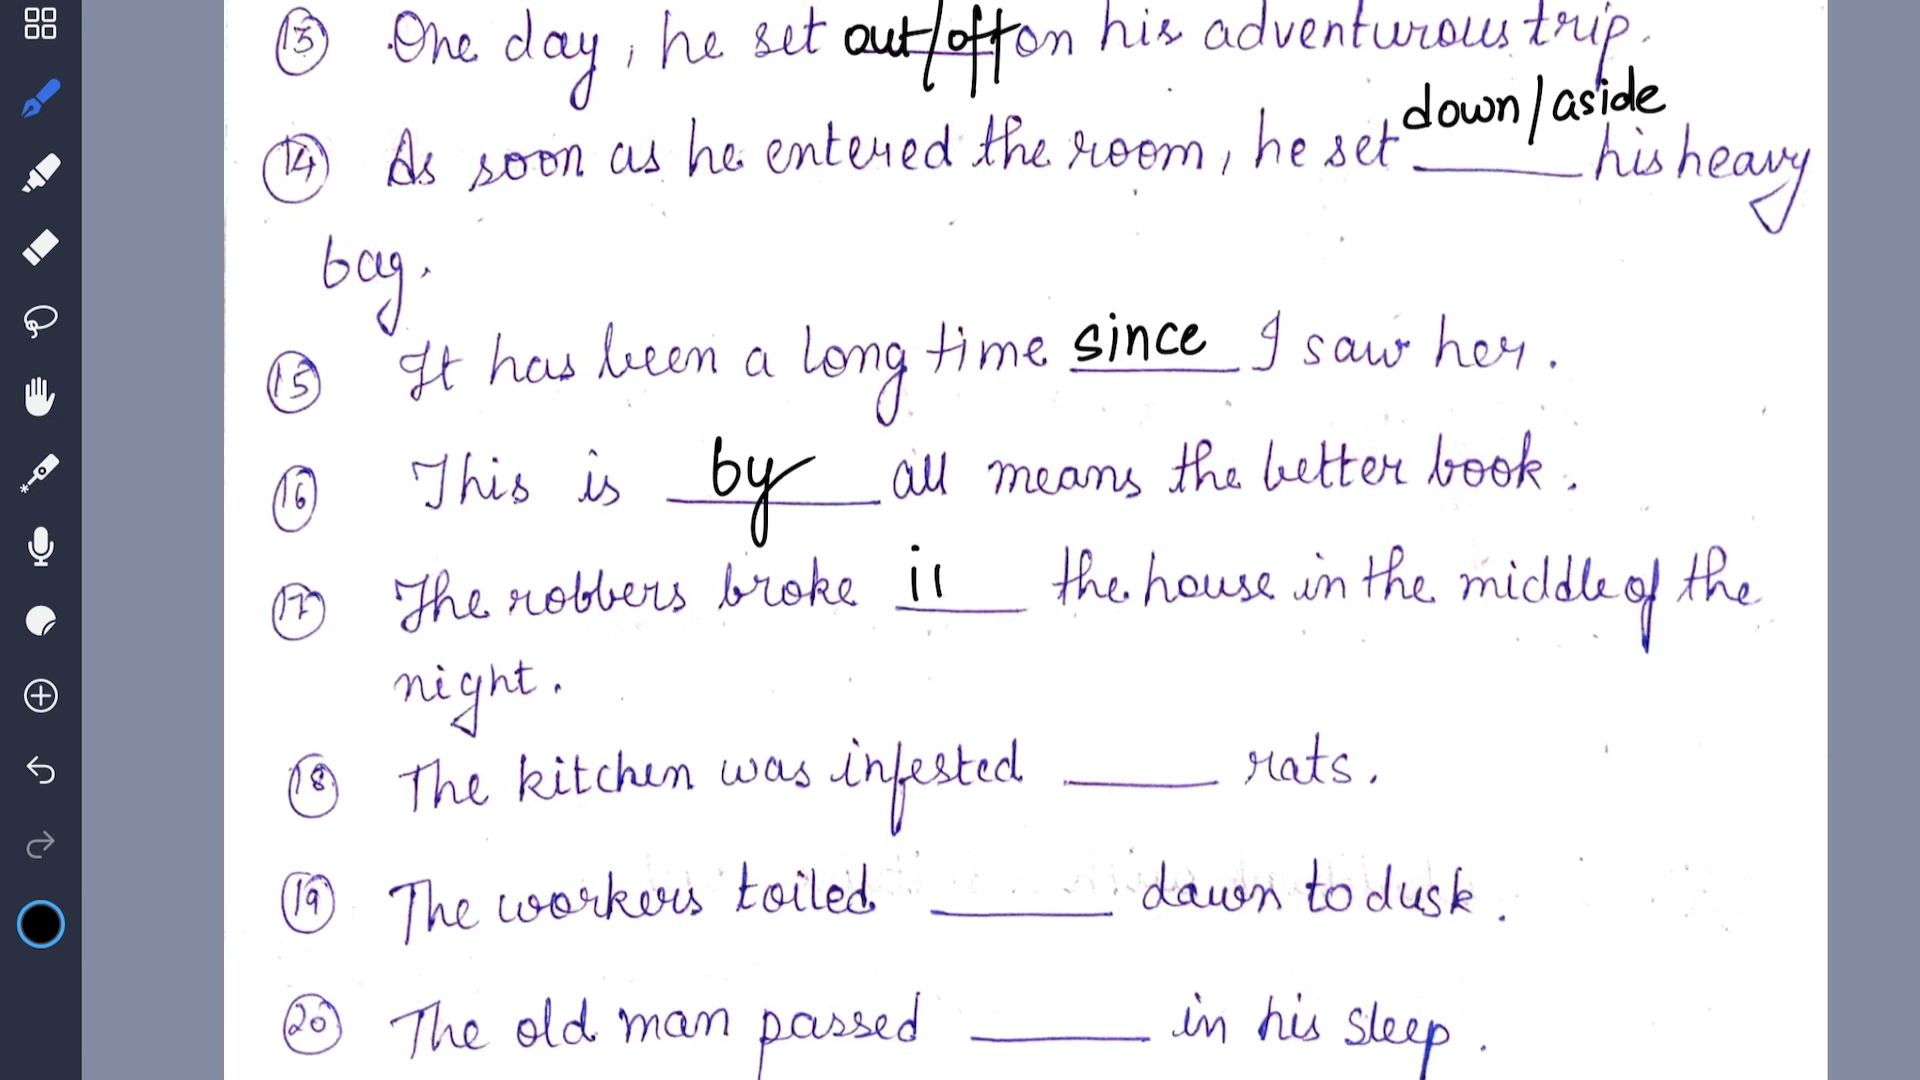 (13) One day, he set out/off on his adventurous trip.
down/aside
(14) As soon as he entered the room, he set ____ his heavy
bag.
(15) It has been a long time since I saw her.
(16) This is by all means the better book.
(17) The robbers broke ____ the house in the middle of the
night.
(18) The kitchen was infested ____ rats.
(19) The workers toiled ____ dawn to dusk.
(20) The old man passed ____ in his sleep.